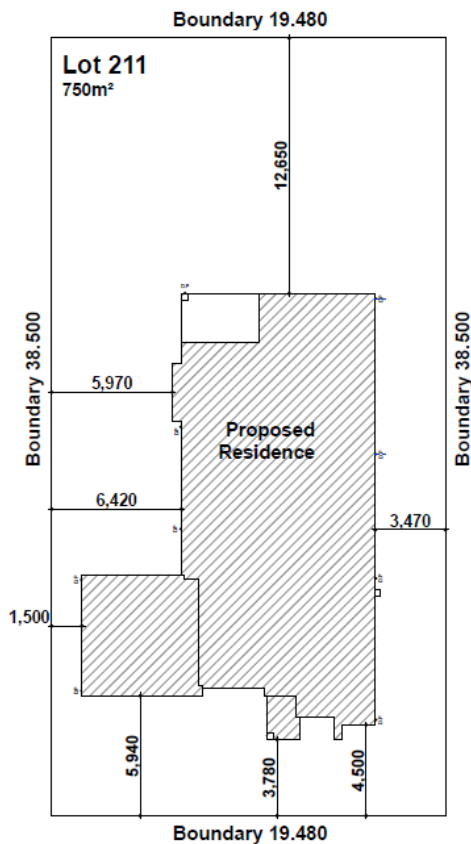 Boundary 19.480
Lot 211
750m²
12,650
Boundary 38.500
Boundary 38.500
5,970
Proposed
Residence
6,420
3,470
1,500
5,940
3,780
4,500
Boundary 19.480